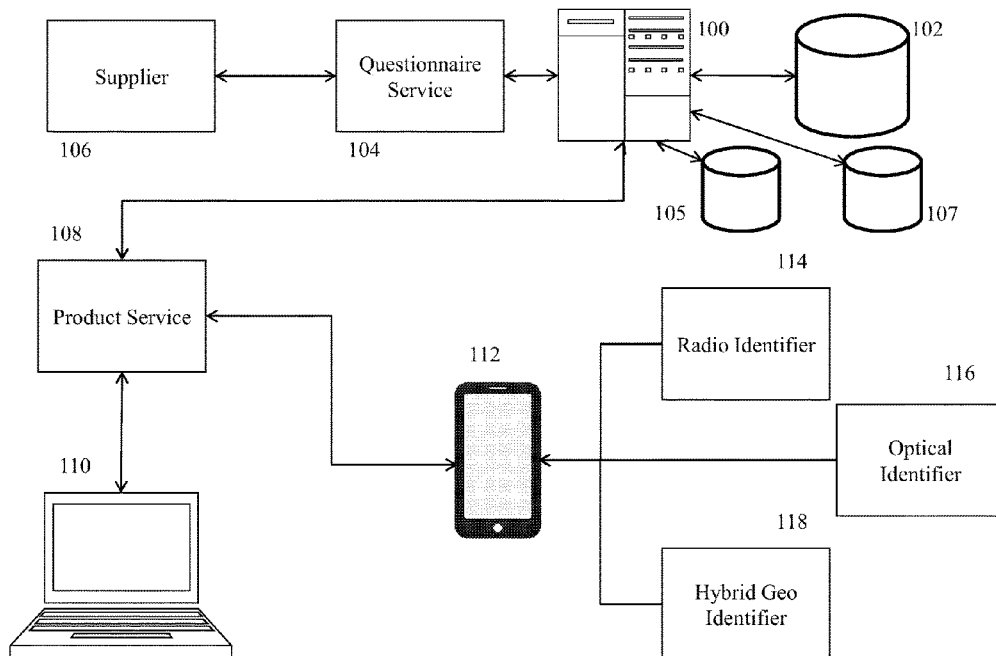 100
102
Supplier
Questionnaire
Service
106
104
105
107
108
114
Product Service
Radio Identifier
112
116
Optical
Identifier
110
118
Hybrid Geo
Identifier